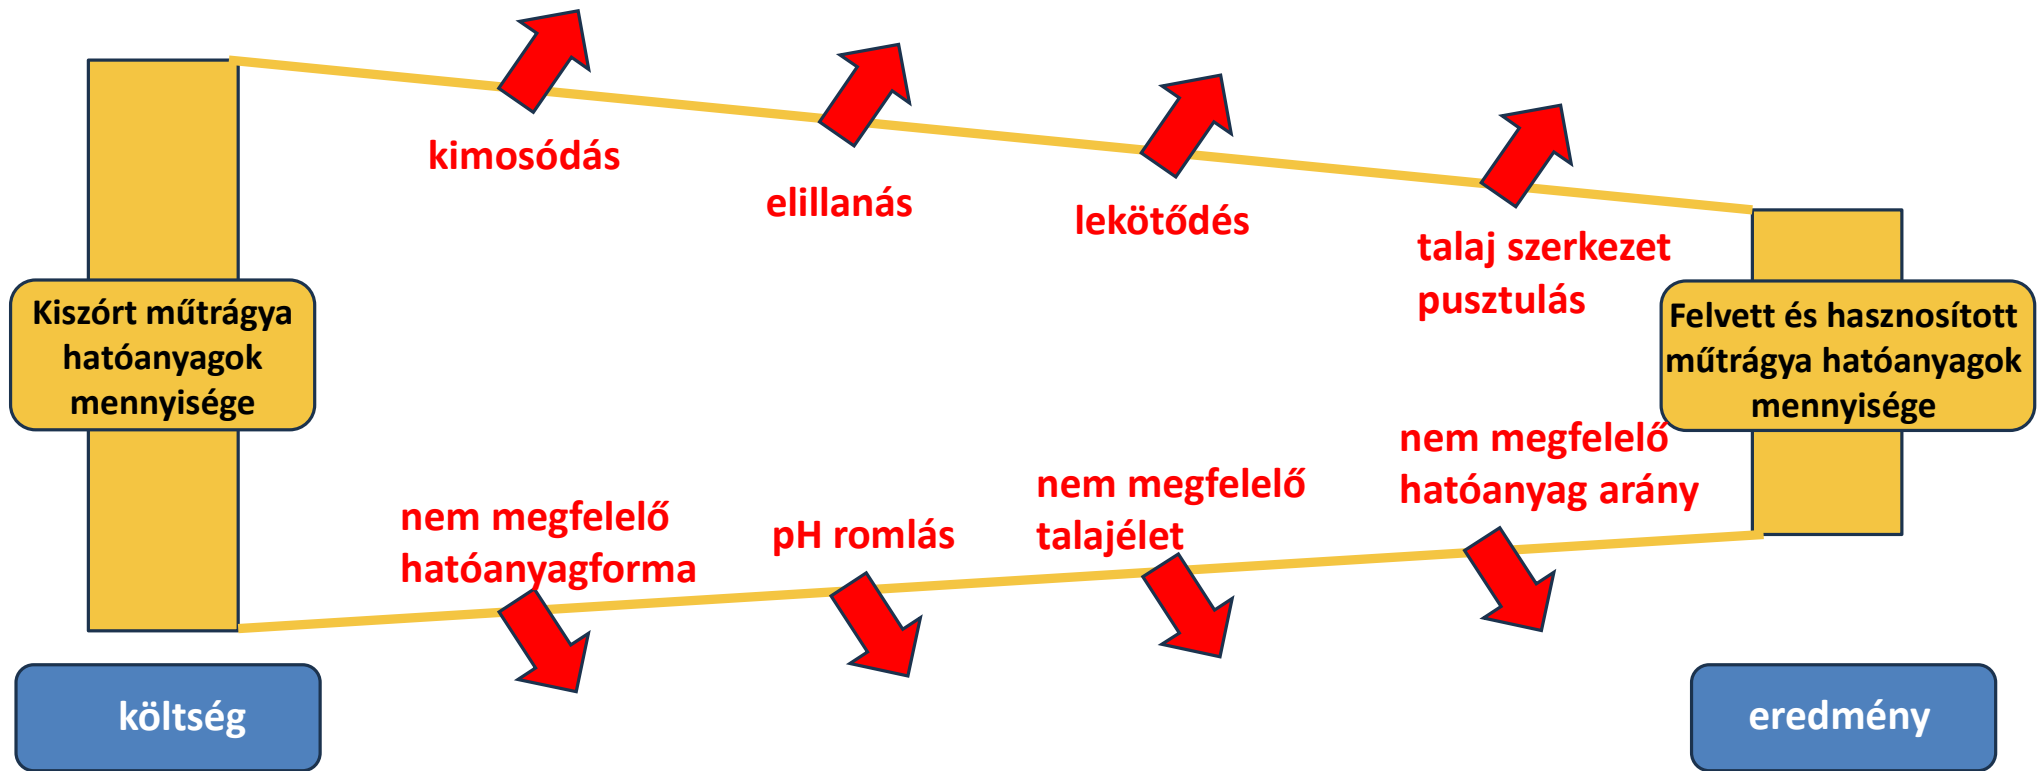 kimosódás
elillanás
lekötődés
talaj szerkezet
pusztulás
Kiszórt műtrágya
hatóanyagok
mennyisége
Felvett és hasznosított
műtrágya hatóanyagok
mennyisége
nem megfelelő
hatóanyagforma
pH romlás
nem megfelelő
talajélet
nem megfelelő
hatóanyag arány
költség
eredmény